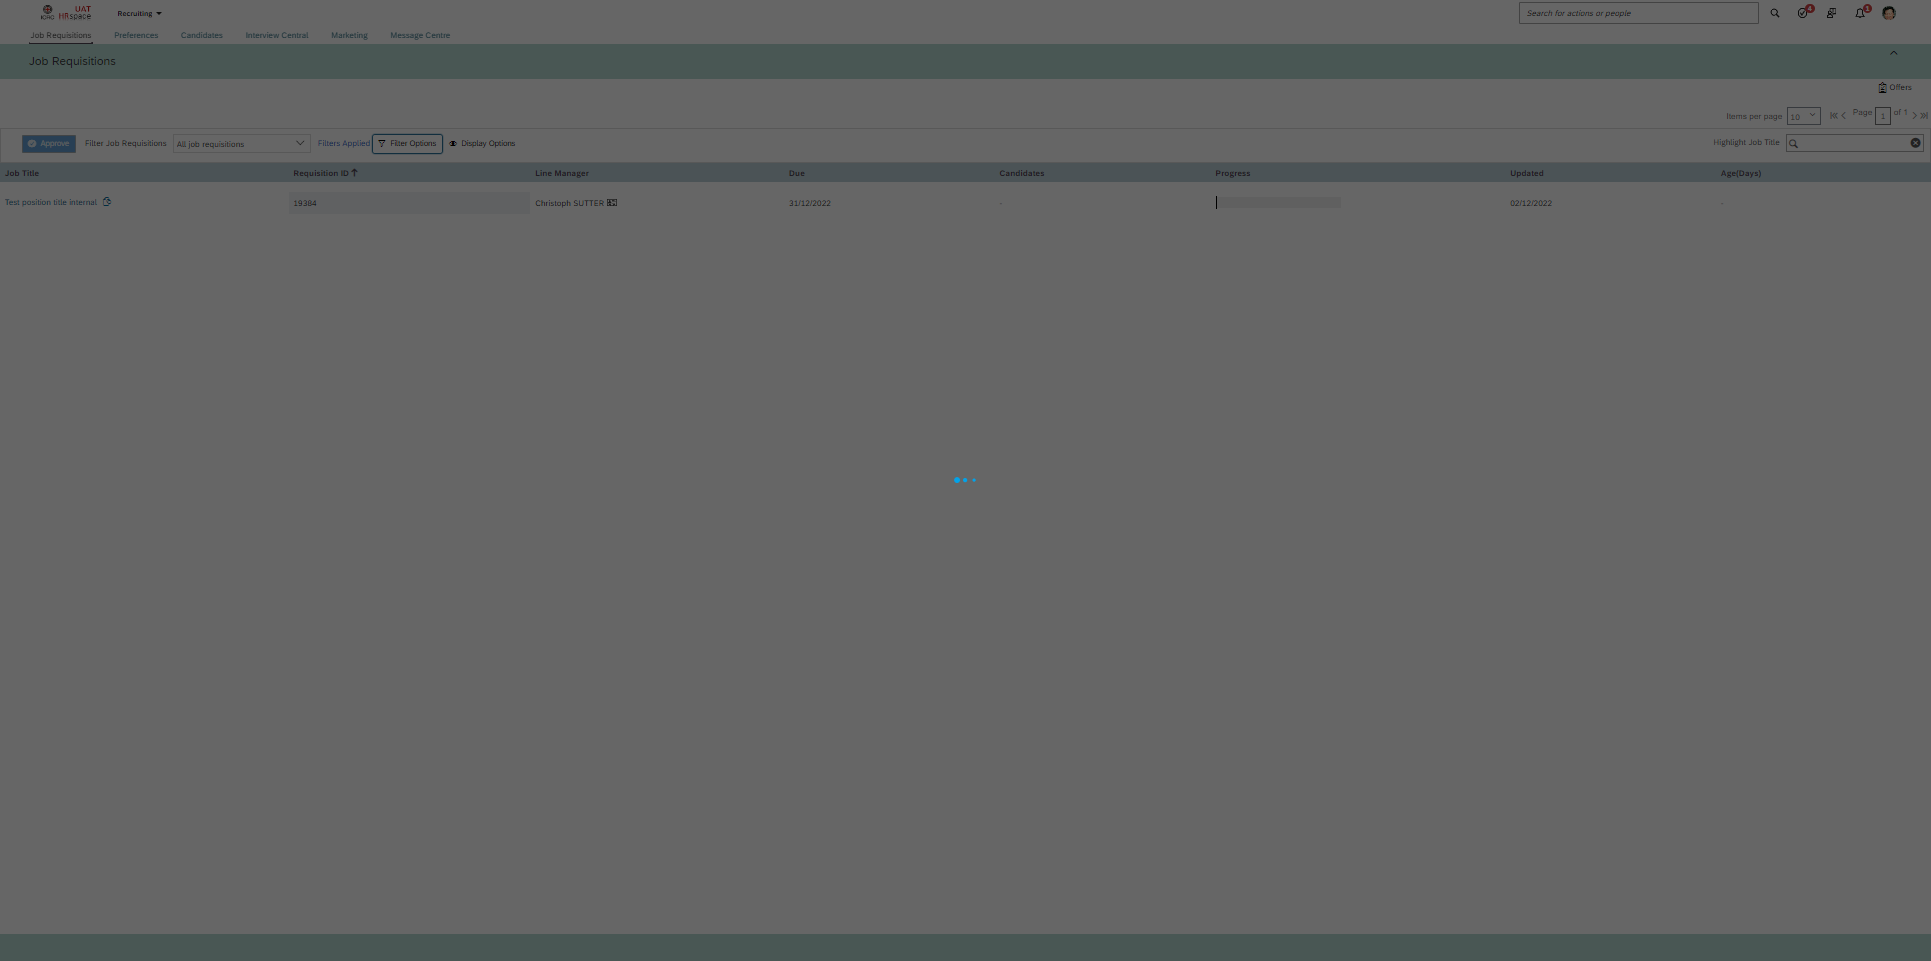 UAT
ICRC HRspace
Recruiting
Search for actions or people
4
1
Job Requisitions
Preferences
Candidates
Interview Central
Marketing
Message Centre
Job Requisitions
Offers
Items per page 10 Page 1 of 1
Approve
Filter Job Requisitions
All job requisitions
Filters Applied
Filter Options
Display Options
Highlight Job Title
Job Title
Requisition ID
Line Manager
Due
Candidates
Progress
Updated
Age(Days)
Test position title internal
19384
Christoph SUTTER
31/12/2022
-
02/12/2022
-